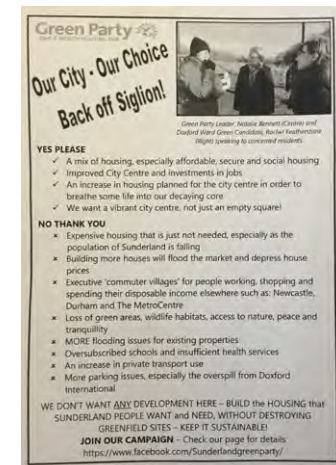 Green Party
Our City - Our Choice
Back off Siglion!
Green Party Leader, Natalie Bennett (Centre) and
Doxford Ward Green Candidate, Rachel Featherstone
(Right) speaking to concerned residents
YES PLEASE
✓ A mix of housing, especially affordable, secure and social housing
✓ Improved City Centre and investments in jobs
✓ An increase in housing planned for the city centre in order to
breathe some life into our decaying core
✓ We want a vibrant city centre, not just an empty square!
NO THANK YOU
× Expensive housing that is just not needed, especially as the
population of Sunderland is falling
× Building more houses will flood the market and depress house
prices
× Executive 'commuter villages' for people working, shopping and
spending their disposable income elsewhere such as: Newcastle,
Durham and The MetroCentre
× Loss of green areas, wildlife habitats, access to nature, peace and
tranquillity
× MORE flooding issues for existing properties
× Oversubscribed schools and insufficient health services
× An increase in private transport use
× More parking issues, especially the overspill from Doxford
International
WE DON'T WANT ANY DEVELOPMENT HERE – BUILD the HOUSING that
SUNDERLAND PEOPLE WANT and NEED, WITHOUT DESTROYING
GREENFIELD SITES – KEEP IT SUSTAINABLE!
JOIN OUR CAMPAIGN – Check our page for details
https://www.facebook.com/Sunderlandgreenparty/